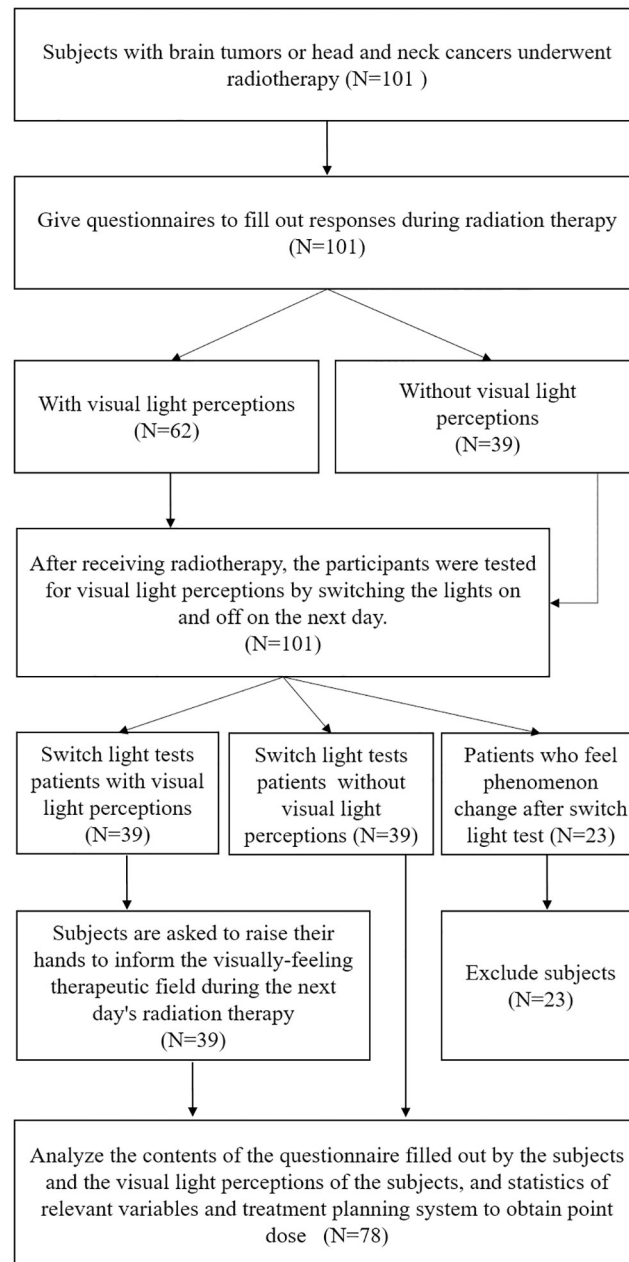 Subjects with brain tumors or head and neck cancers underwent
radiotherapy (N=101 )
Give questionnaires to fill out responses during radiation therapy
(N=101)
With visual light perceptions
(N=62)
Without visual light
perceptions
(N=39)
After receiving radiotherapy, the participants were tested
for visual light perceptions by switching the lights on
and off on the next day.
(N=101)
Switch light tests
patients with visual
light perceptions
(N=39)
Switch light tests
patients without
visual light
perceptions (N=39)
Patients who feel
phenomenon
change after switch
light test (N=23)
Subjects are asked to raise their
hands to inform the visually-feeling
therapeutic field during the next
day's radiation therapy
(N=39)
Exclude subjects
(N=23)
Analyze the contents of the questionnaire filled out by the subjects
and the visual light perceptions of the subjects, and statistics of
relevant variables and treatment planning system to obtain point
dose (N=78)